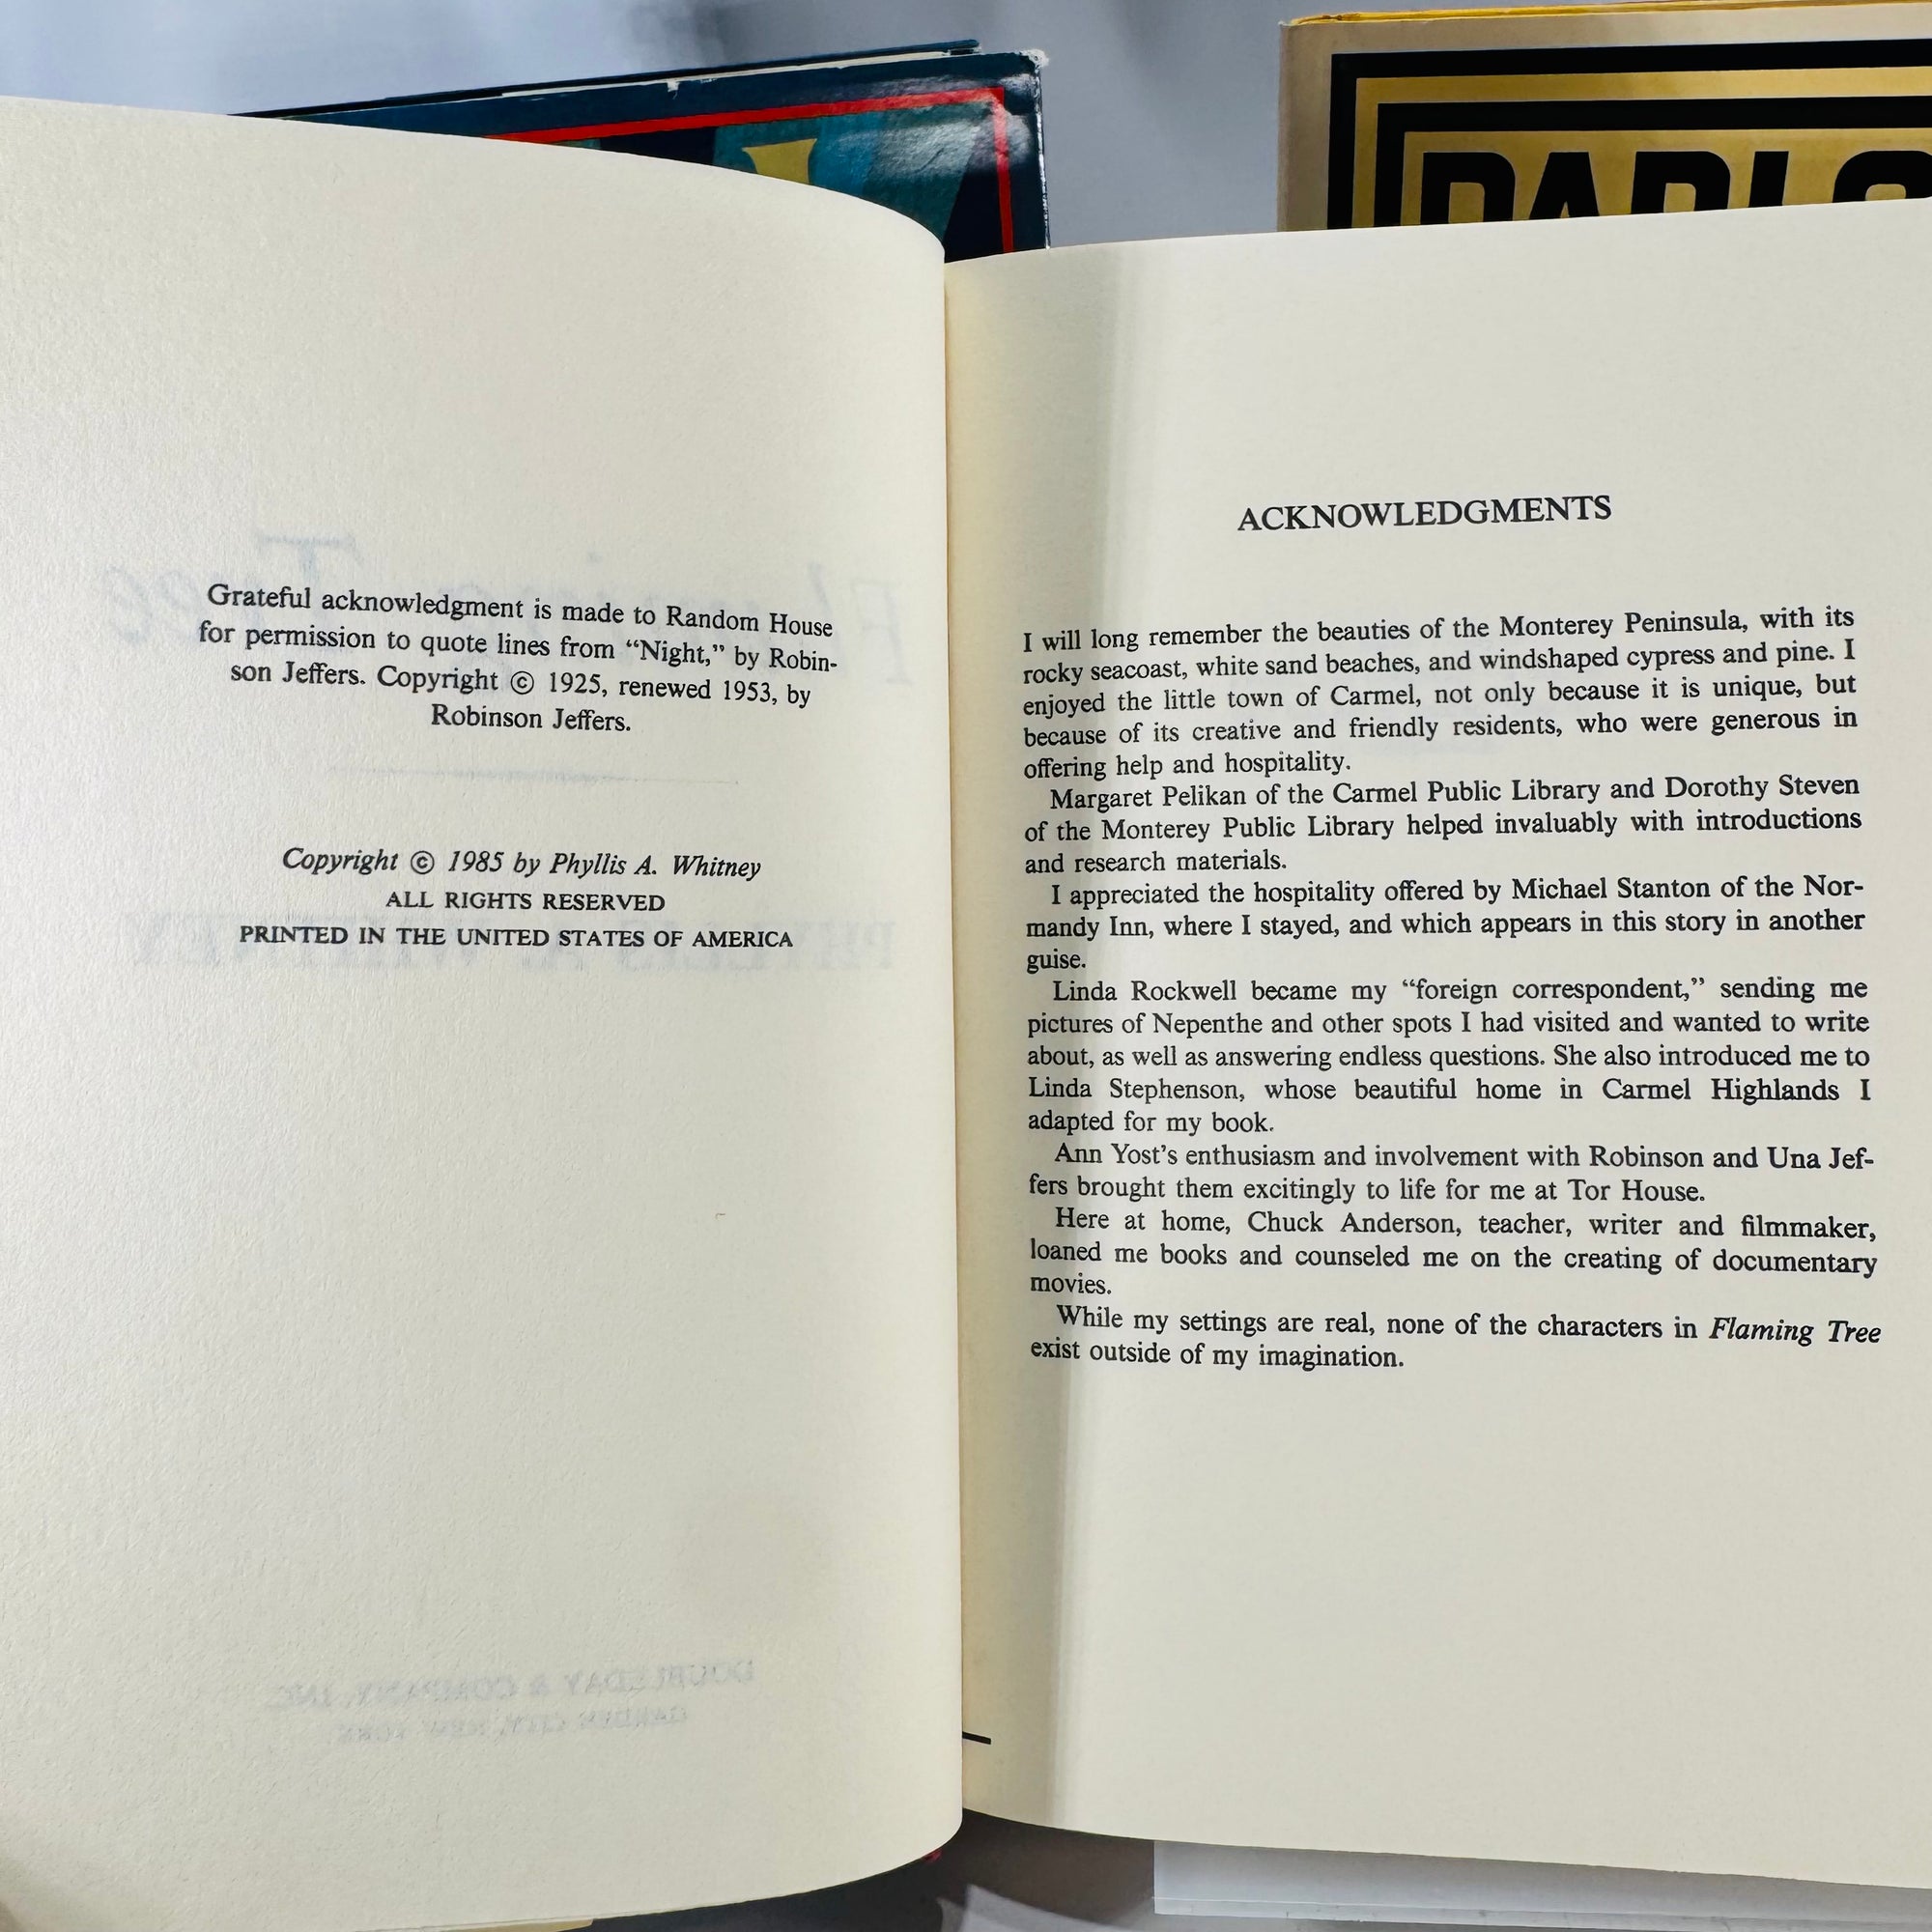 PABLO
Grateful acknowledgment is made to Random House
for permission to quote lines from “Night,” by Robin-
son Jeffers. Copyright © 1925, renewed 1953, by
Robinson Jeffers.
Copyright © 1985 by Phyllis A. Whitney
ALL RIGHTS RESERVED
PRINTED IN THE UNITED STATES OF AMERICA
DOUBLEDAY & COMPANY, INC.
GARDEN CITY, NEW YORK
ACKNOWLEDGMENTS
I will long remember the beauties of the Monterey Peninsula, with its
rocky seacoast, white sand beaches, and windshaped cypress and pine. I
enjoyed the little town of Carmel, not only because it is unique, but
because of its creative and friendly residents, who were generous in
offering help and hospitality.
Margaret Pelikan of the Carmel Public Library and Dorothy Steven
of the Monterey Public Library helped invaluably with introductions
and research materials.
I appreciated the hospitality offered by Michael Stanton of the Nor-
mandy Inn, where I stayed, and which appears in this story in another
guise.
Linda Rockwell became my “foreign correspondent,” sending me
pictures of Nepenthe and other spots I had visited and wanted to write
about, as well as answering endless questions. She also introduced me to
Linda Stephenson, whose beautiful home in Carmel Highlands I
adapted for my book.
Ann Yost’s enthusiasm and involvement with Robinson and Una Jef-
fers brought them excitingly to life for me at Tor House.
Here at home, Chuck Anderson, teacher, writer and filmmaker,
loaned me books and counseled me on the creating of documentary
movies.
While my settings are real, none of the characters in Flaming Tree
exist outside of my imagination.